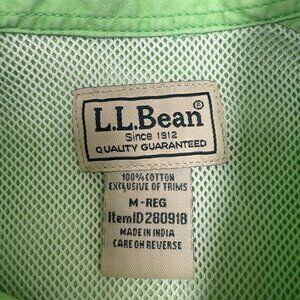 L.L.Bean®
Since 1912
QUALITY GUARANTEED
100% COTTON
EXCLUSIVE OF TRIMS
M-REG
Item ID 280918
MADE IN INDIA
CARE ON REVERSE